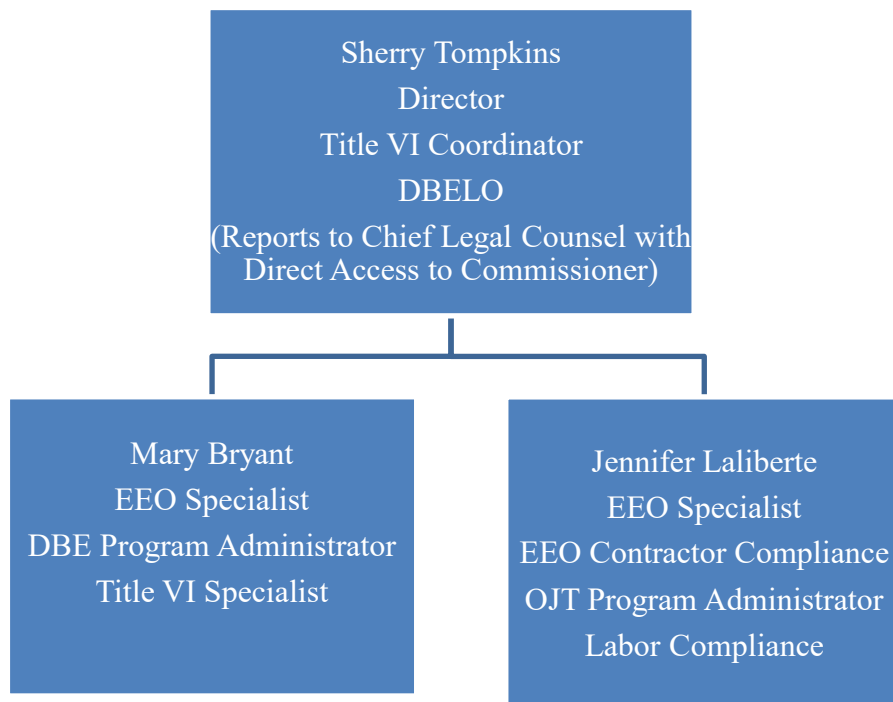 Sherry Tompkins
Director
Title VI Coordinator
DBELO
(Reports to Chief Legal Counsel with
Direct Access to Commissioner)
Mary Bryant
EEO Specialist
DBE Program Administrator
Title VI Specialist
Jennifer Laliberte
EEO Specialist
EEO Contractor Compliance
OJT Program Administrator
Labor Compliance